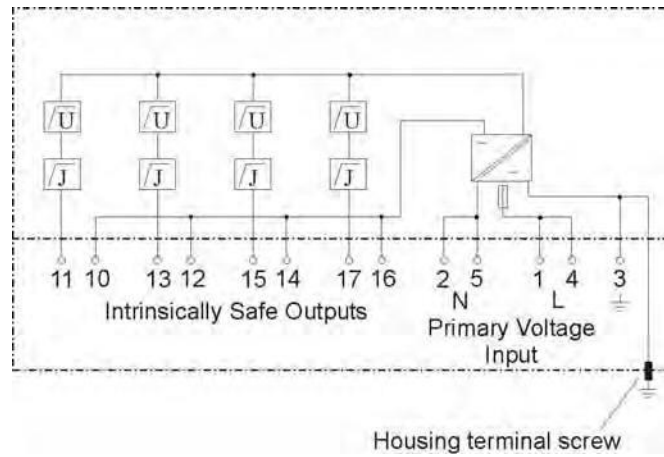 U U U U
J J J J
11 10 13 12 15 14 17 16 2 5 1 4 3
N L
Intrinsically Safe Outputs
Primary Voltage
Input
Housing terminal screw